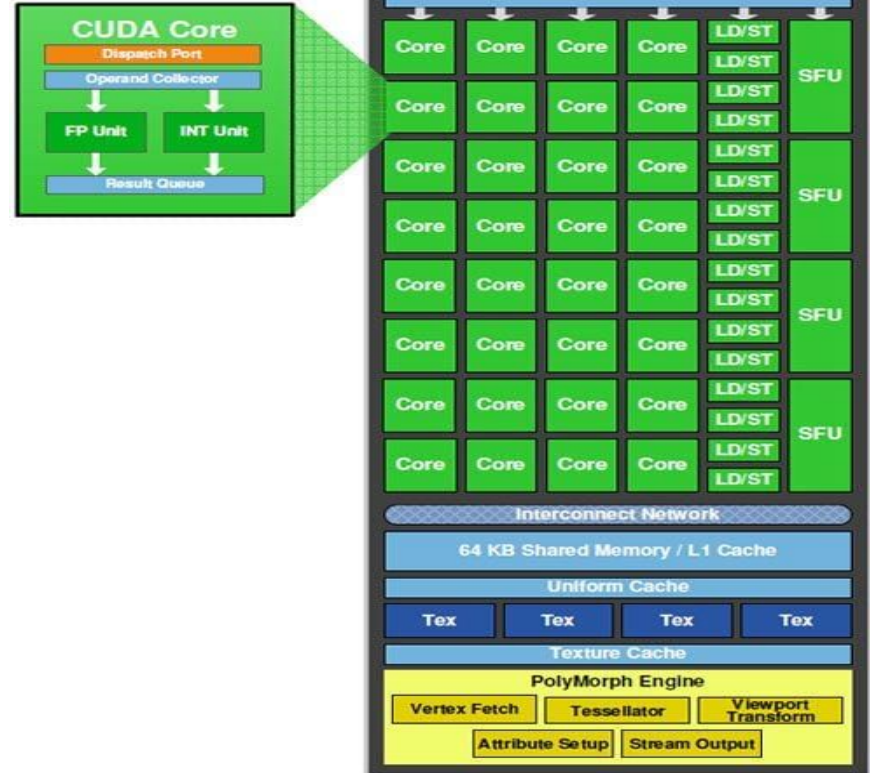 CUDA Core
Dispatch Port
Operand Collector
FP Unit INT Unit
Result Queue
Core Core Core Core LD/ST SFU
LD/ST
Core Core Core Core LD/ST
LD/ST
Core Core Core Core LD/ST SFU
LD/ST
Core Core Core Core LD/ST
LD/ST
Core Core Core Core LD/ST SFU
LD/ST
Core Core Core Core LD/ST
LD/ST
Core Core Core Core LD/ST SFU
LD/ST
Core Core Core Core LD/ST
LD/ST
Interconnect Network
64 KB Shared Memory / L1 Cache
Uniform Cache
Tex Tex Tex Tex
Texture Cache
PolyMorph Engine
Vertex Fetch Tessellator Viewport
Transform
Attribute Setup Stream Output